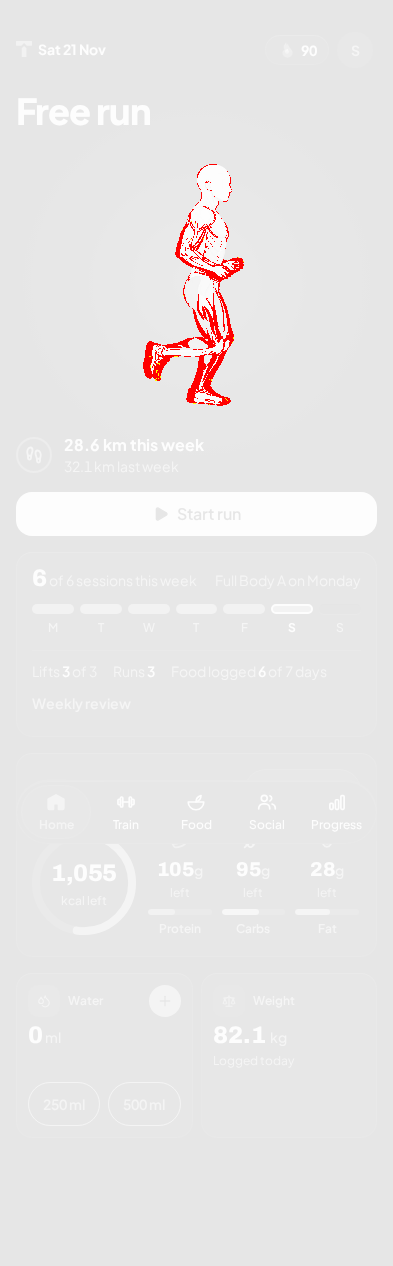 Sat 21 Nov
90
S
Free run
28.6 km this week
32.1 km last week
Start run
6 of 6 sessions this week
Full Body A on Monday
M T W T F S S
Lifts 3 of 3 Runs 3 Food logged 6 of 7 days
Weekly review
Home Train Food Social Progress
1,055
kcal left
105g
left
Protein
95g
left
Carbs
28g
left
Fat
Water
0 ml
250 ml
500 ml
Weight
82.1 kg
Logged today